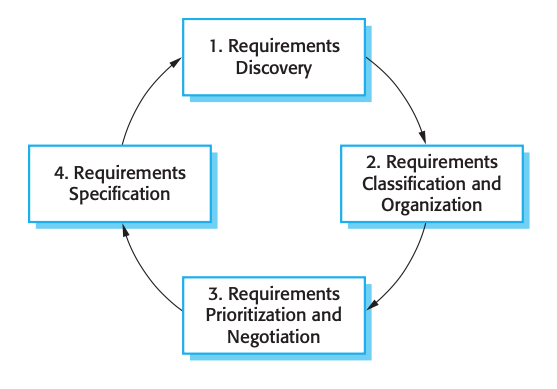 1. Requirements
Discovery
2. Requirements
Classification and
Organization
3. Requirements
Prioritization and
Negotiation
4. Requirements
Specification